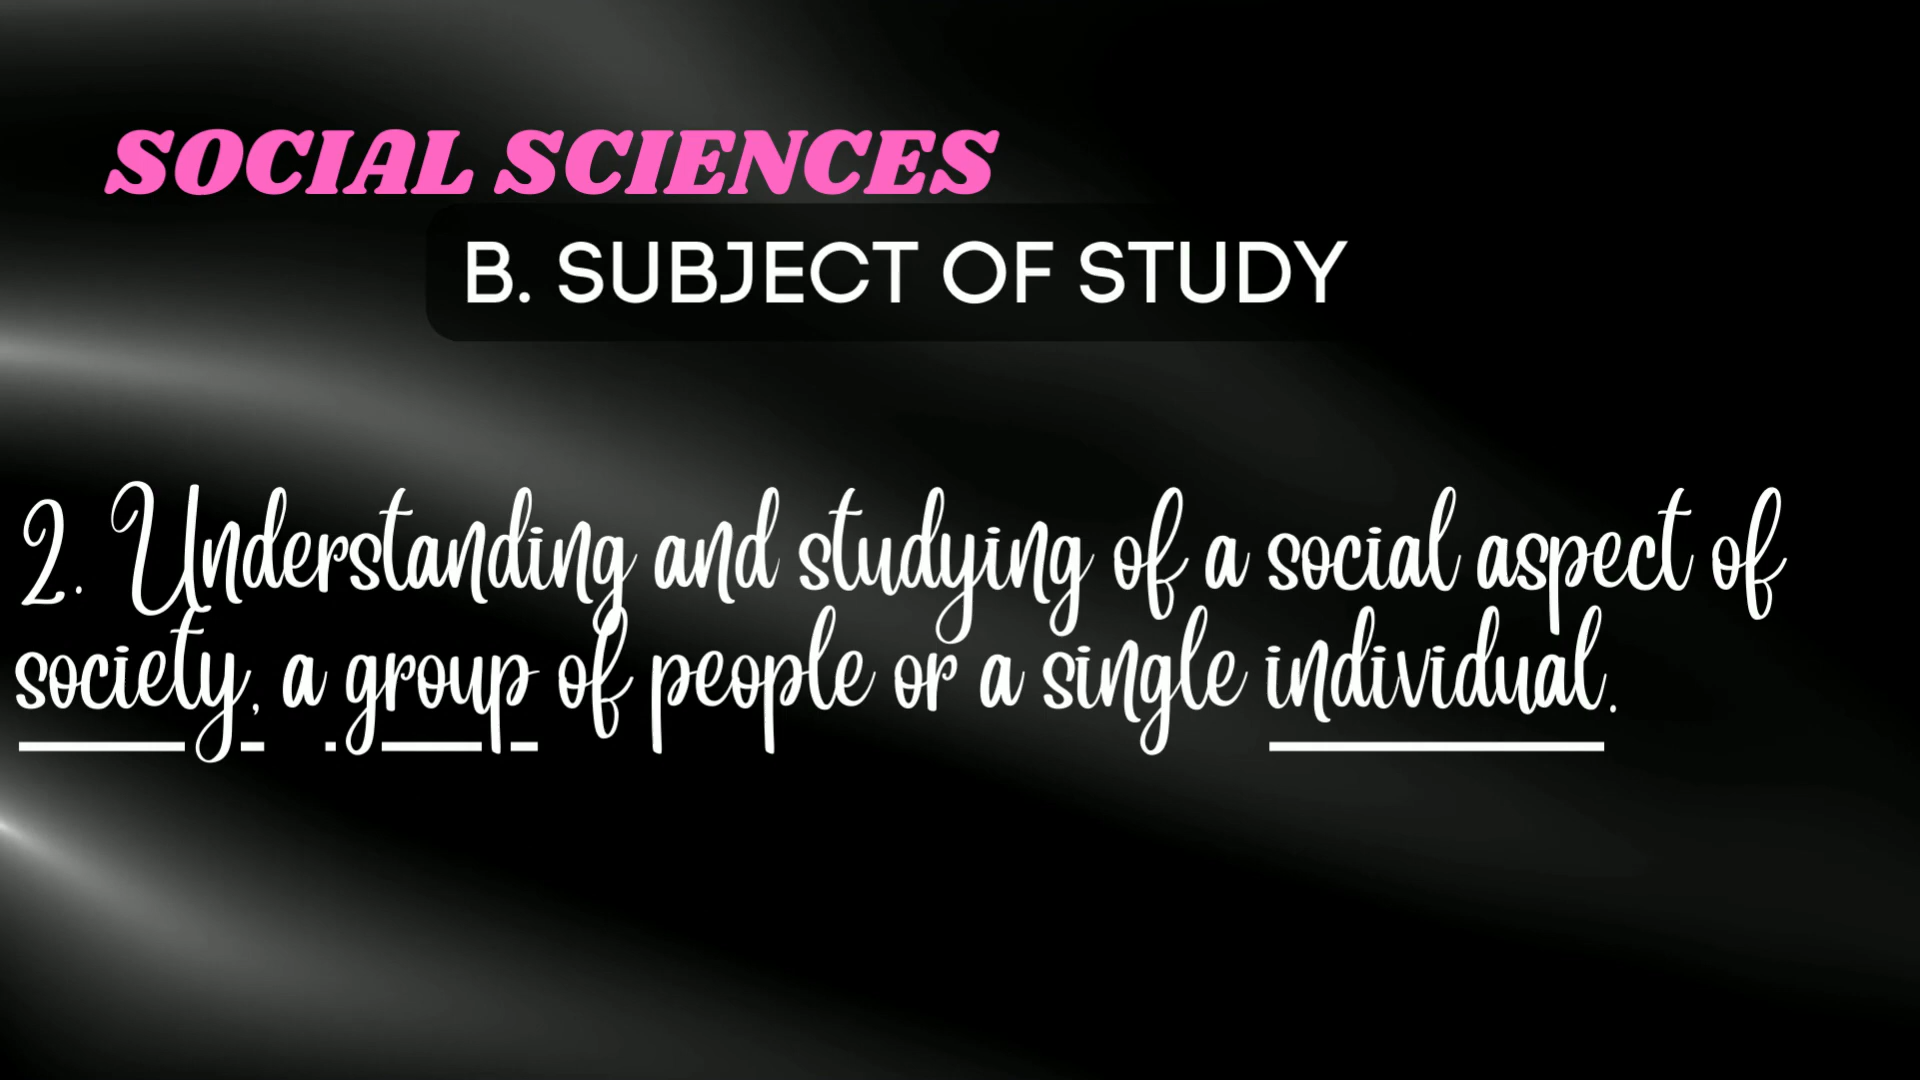 SOCIAL SCIENCES
B. SUBJECT OF STUDY
2. Understanding and studying of a social aspect of
society, a group of people or a single individual.